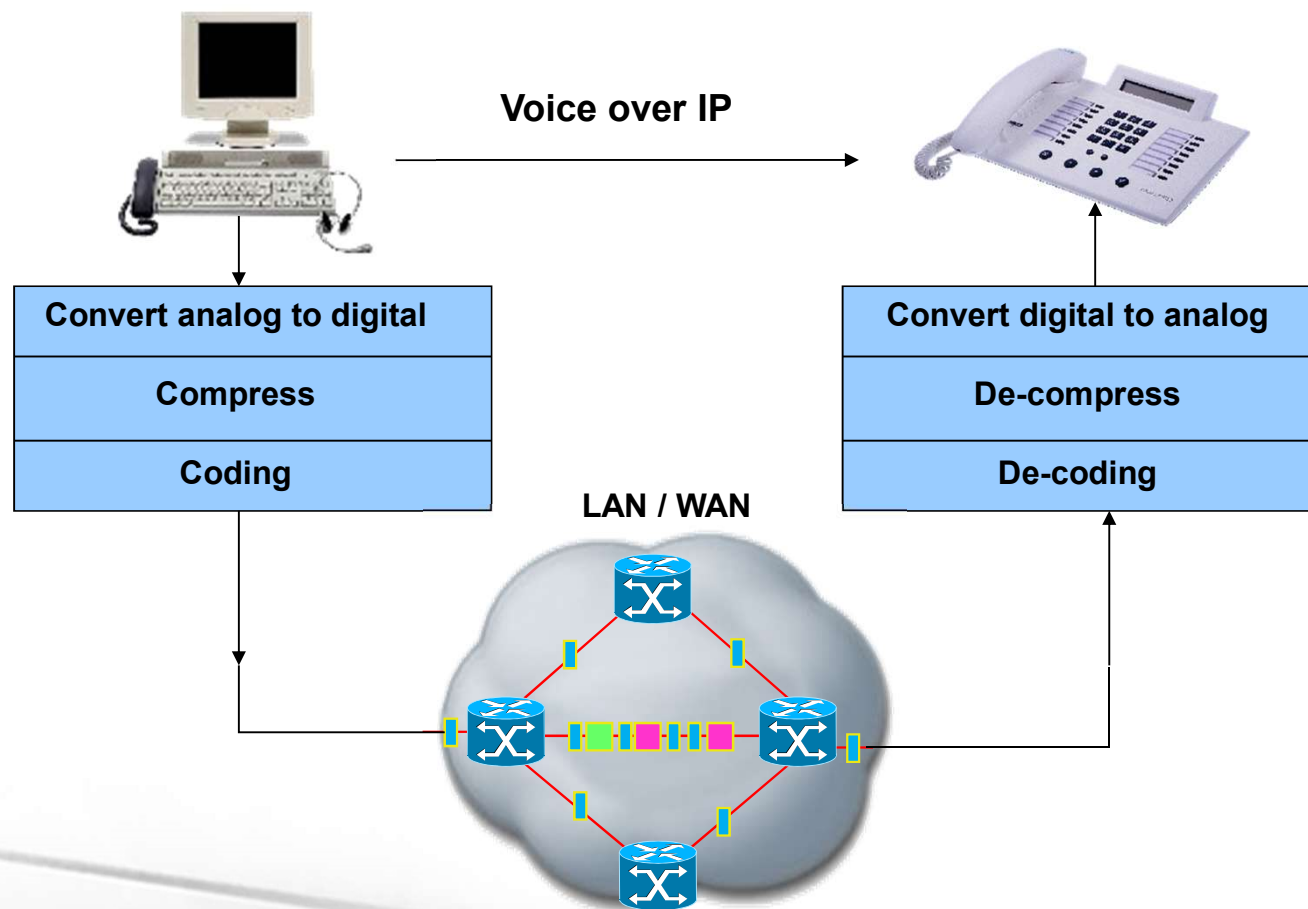 Voice over IP
Convert analog to digital
Compress
Coding
Convert digital to analog
De-compress
De-coding
LAN / WAN